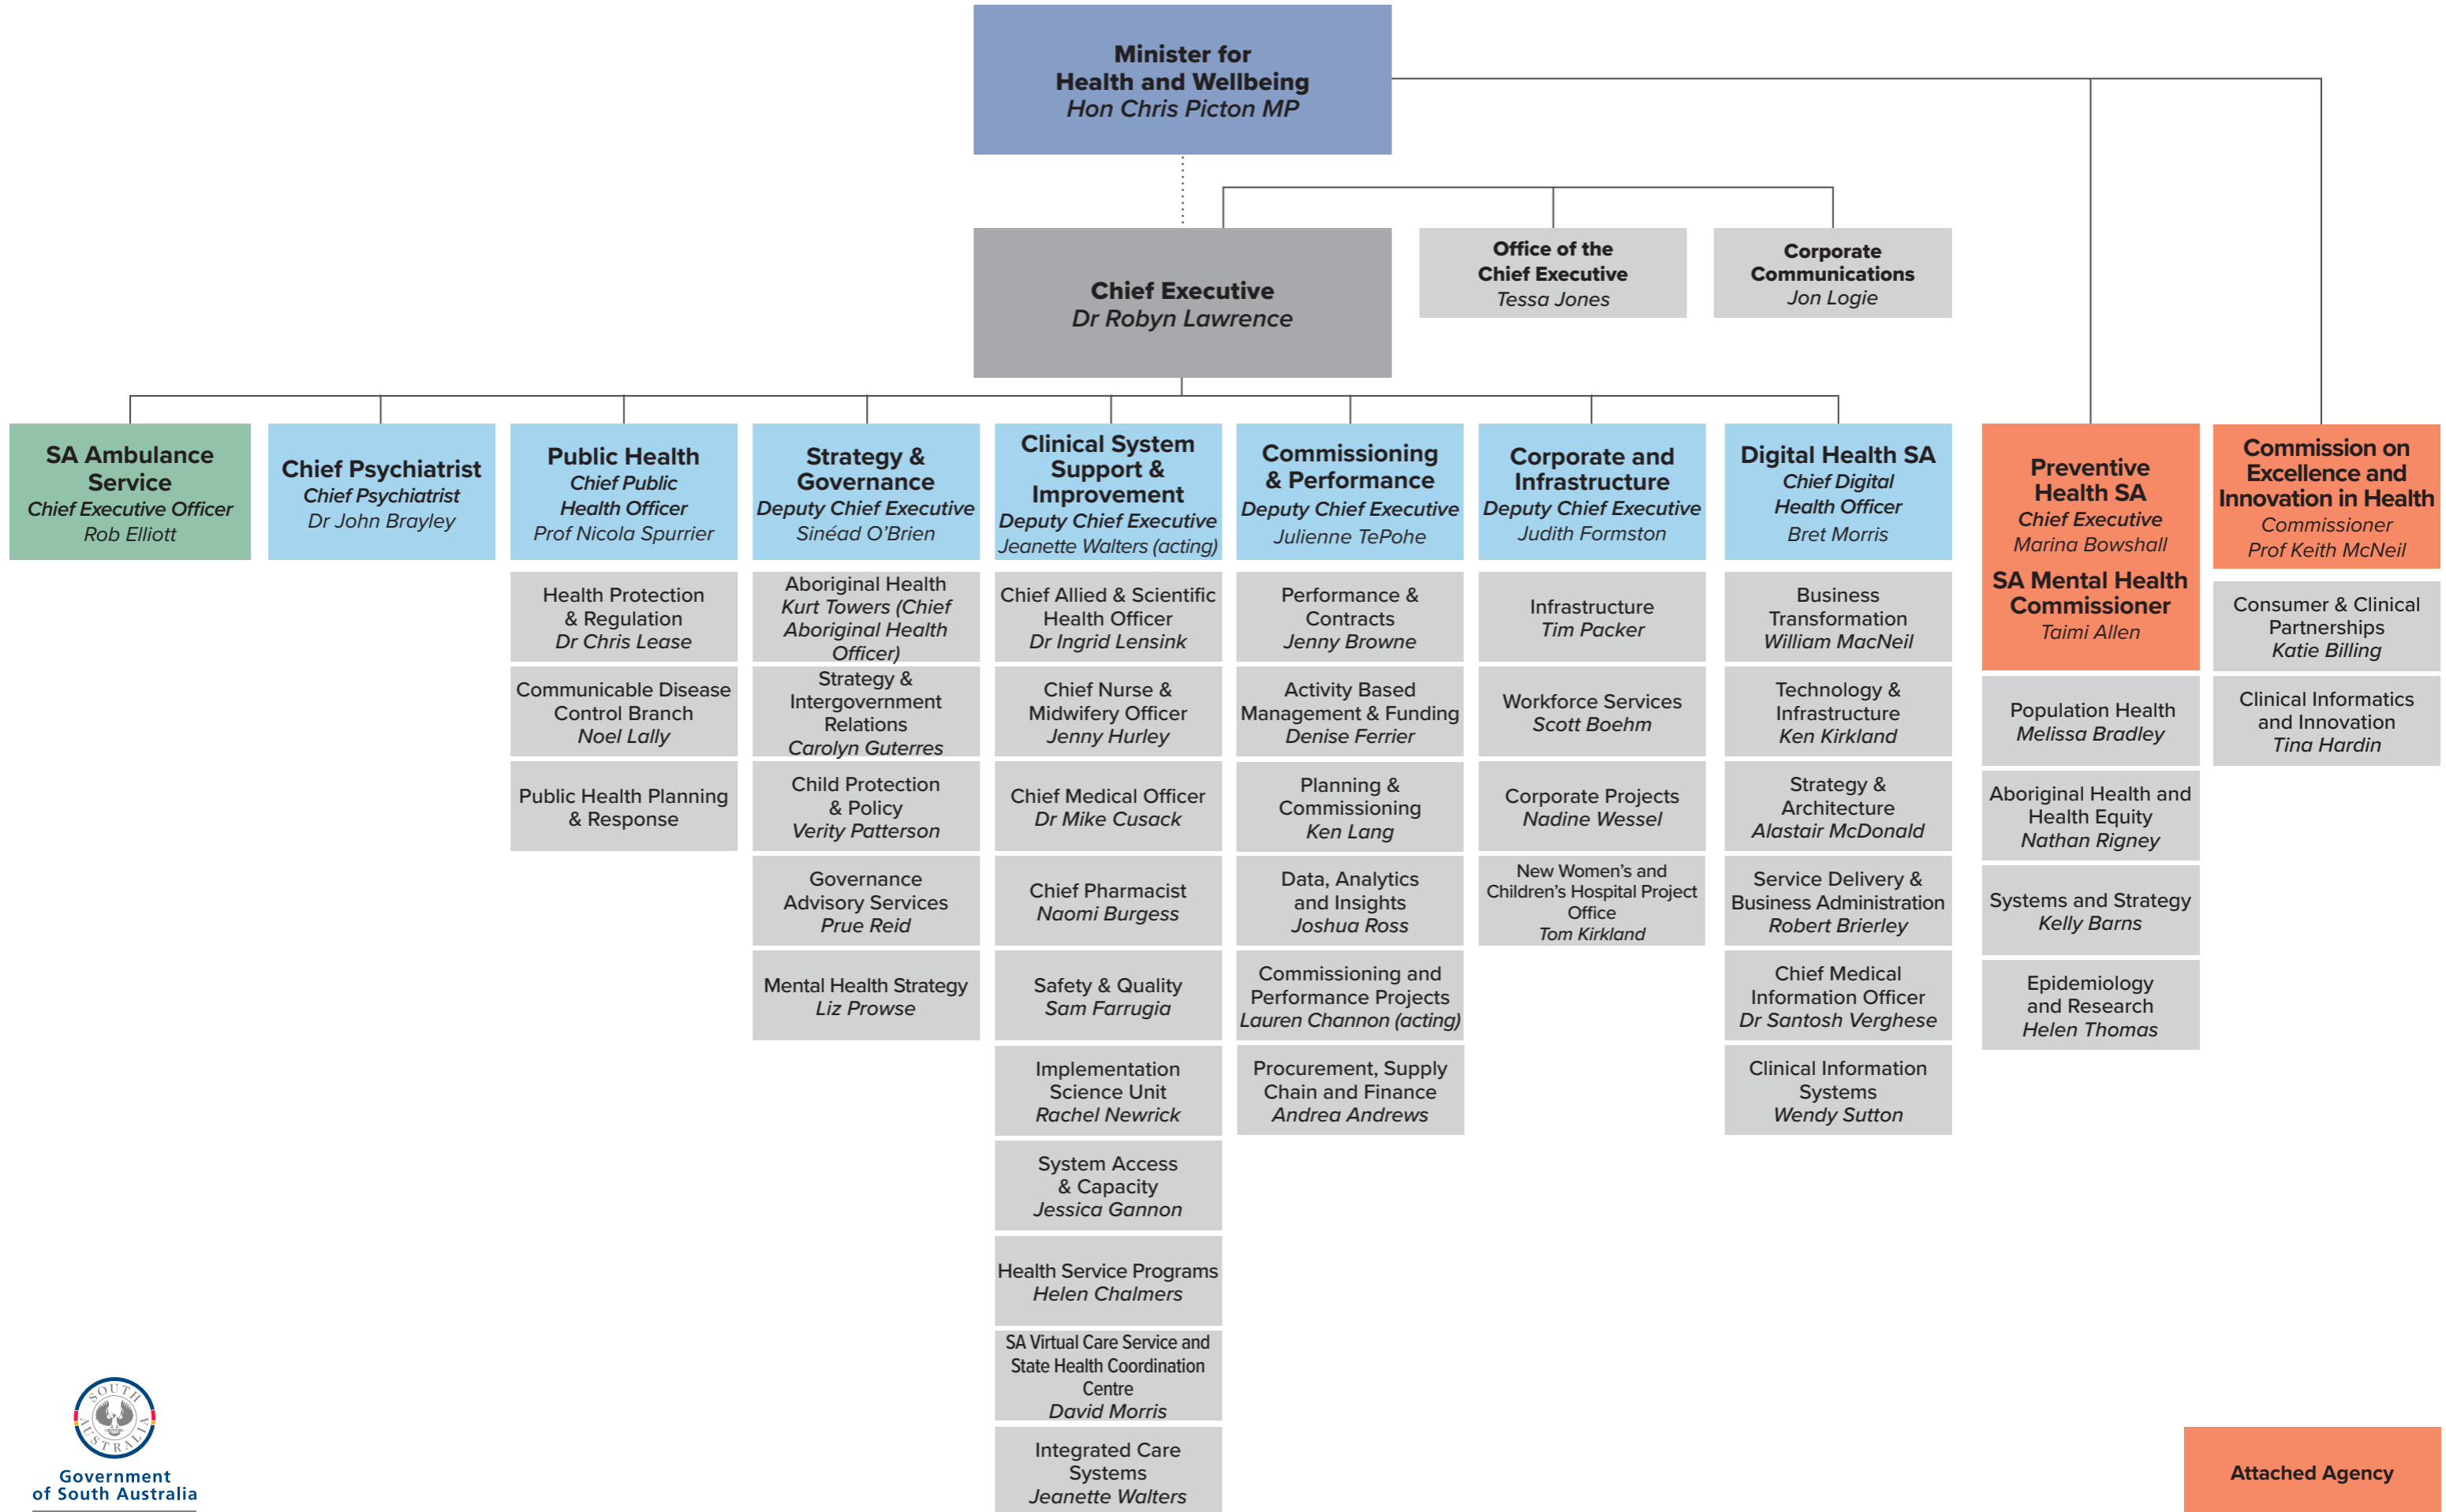 Minister for
Health and Wellbeing
Hon Chris Picton MP
Chief Executive
Dr Robyn Lawrence
Office of the
Chief Executive
Tessa Jones
Corporate
Communications
Jon Logie
SA Ambulance
Service
Chief Executive Officer
Rob Elliott
Chief Psychiatrist
Chief Psychiatrist
Dr John Brayley
Public Health
Chief Public
Health Officer
Prof Nicola Spurrier
Health Protection
& Regulation
Dr Chris Lease
Communicable Disease
Control Branch
Noel Lally
Public Health Planning
& Response
Strategy &
Governance
Deputy Chief Executive
Sinéad O’Brien
Aboriginal Health
Kurt Towers (Chief
Aboriginal Health
Officer)
Strategy &
Intergovernment
Relations
Carolyn Guterres
Child Protection
& Policy
Verity Patterson
Governance
Advisory Services
Prue Reid
Mental Health Strategy
Liz Prowse
Clinical System
Support &
Improvement
Deputy Chief Executive
Jeanette Walters (acting)
Chief Allied & Scientific
Health Officer
Dr Ingrid Lensink
Chief Nurse &
Midwifery Officer
Jenny Hurley
Chief Medical Officer
Dr Mike Cusack
Chief Pharmacist
Naomi Burgess
Safety & Quality
Sam Farrugia
Implementation
Science Unit
Rachel Newrick
System Access
& Capacity
Jessica Gannon
Health Service Programs
Helen Chalmers
SA Virtual Care Service and
State Health Coordination
Centre
David Morris
Integrated Care
Systems
Jeanette Walters
Commissioning
& Performance
Deputy Chief Executive
Julienne TePohe
Performance &
Contracts
Jenny Browne
Activity Based
Management & Funding
Denise Ferrier
Planning &
Commissioning
Ken Lang
Data, Analytics
and Insights
Joshua Ross
Commissioning and
Performance Projects
Lauren Channon (acting)
Procurement, Supply
Chain and Finance
Andrea Andrews
Corporate and
Infrastructure
Deputy Chief Executive
Judith Formston
Infrastructure
Tim Packer
Workforce Services
Scott Boehm
Corporate Projects
Nadine Wessel
New Women’s and
Children’s Hospital Project
Office
Tom Kirkland
Digital Health SA
Chief Digital
Health Officer
Bret Morris
Business
Transformation
William MacNeil
Technology &
Infrastructure
Ken Kirkland
Strategy &
Architecture
Alastair McDonald
Service Delivery &
Business Administration
Robert Brierley
Chief Medical
Information Officer
Dr Santosh Verghese
Clinical Information
Systems
Wendy Sutton
Preventive
Health SA
Chief Executive
Marina Bowshall
SA Mental Health
Commissioner
Taimi Allen
Population Health
Melissa Bradley
Aboriginal Health and
Health Equity
Nathan Rigney
Systems and Strategy
Kelly Barns
Epidemiology
and Research
Helen Thomas
Commission on
Excellence and
Innovation in Health
Commissioner
Prof Keith McNeil
Consumer & Clinical
Partnerships
Katie Billing
Clinical Informatics
and Innovation
Tina Hardin
SOUTH
AUSTRALIA
Government
of South Australia
Attached Agency